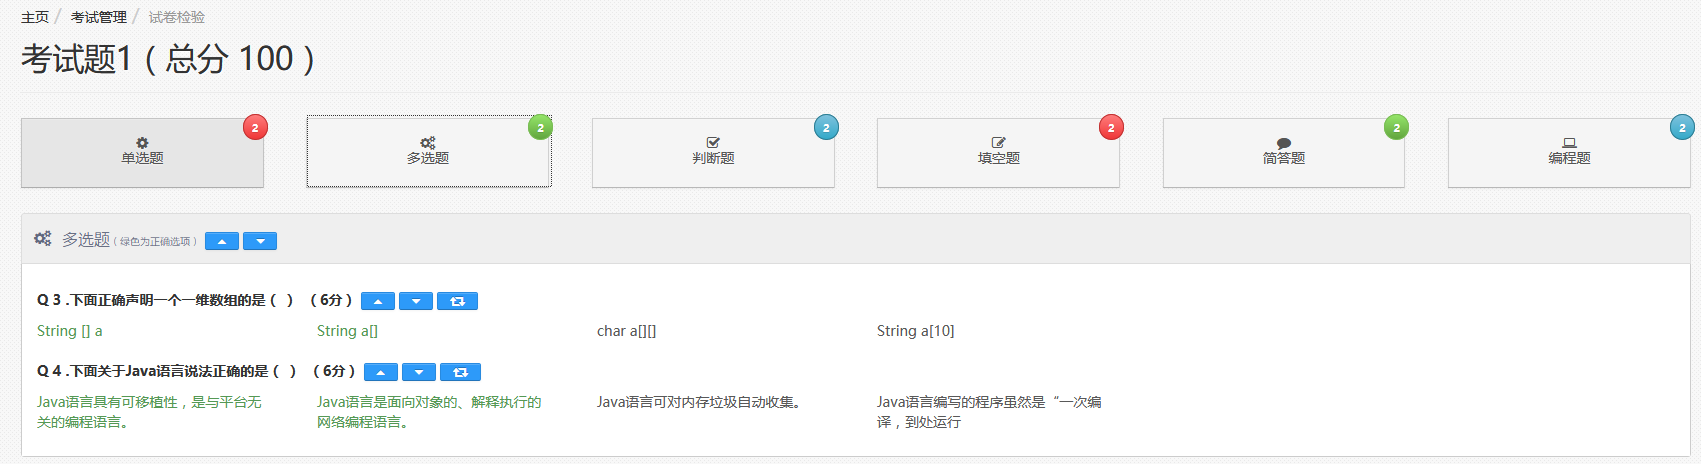 主页 / 考试管理 / 试卷检验
考试题1（总分 100）
2 2 2 2 2 2
单选题 多选题 判断题 填空题 简答题 编程题
多选题（绿色为正确选项）
Q 3 .下面正确声明一个一维数组的是（ ） （6分）
String [] a String a[] char a[][] String a[10]
Q 4 .下面关于Java语言说法正确的是（ ） （6分）
Java语言具有可移植性，是与平台无
关的编程语言。
Java语言是面向对象的、解释执行的
网络编程语言。
Java语言可对内存垃圾自动收集。
Java语言编写的程序虽然是“一次编
译，到处运行